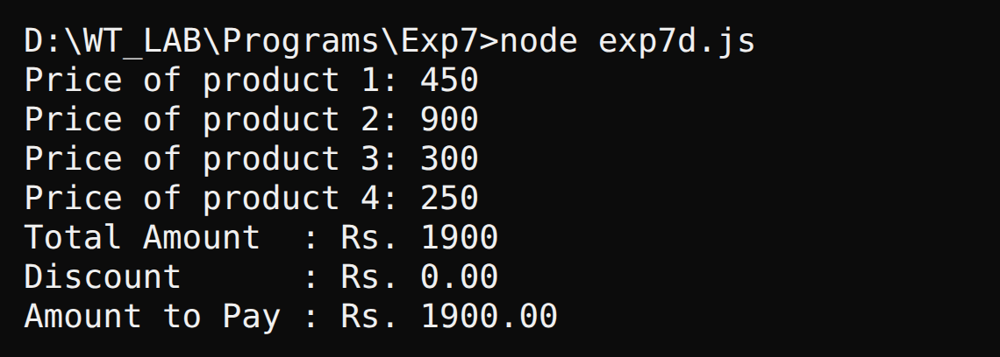 D:\WT_LAB\Programs\Exp7>node exp7d.js
Price of product 1: 450
Price of product 2: 900
Price of product 3: 300
Price of product 4: 250
Total Amount  : Rs. 1900
Discount      : Rs. 0.00
Amount to Pay : Rs. 1900.00